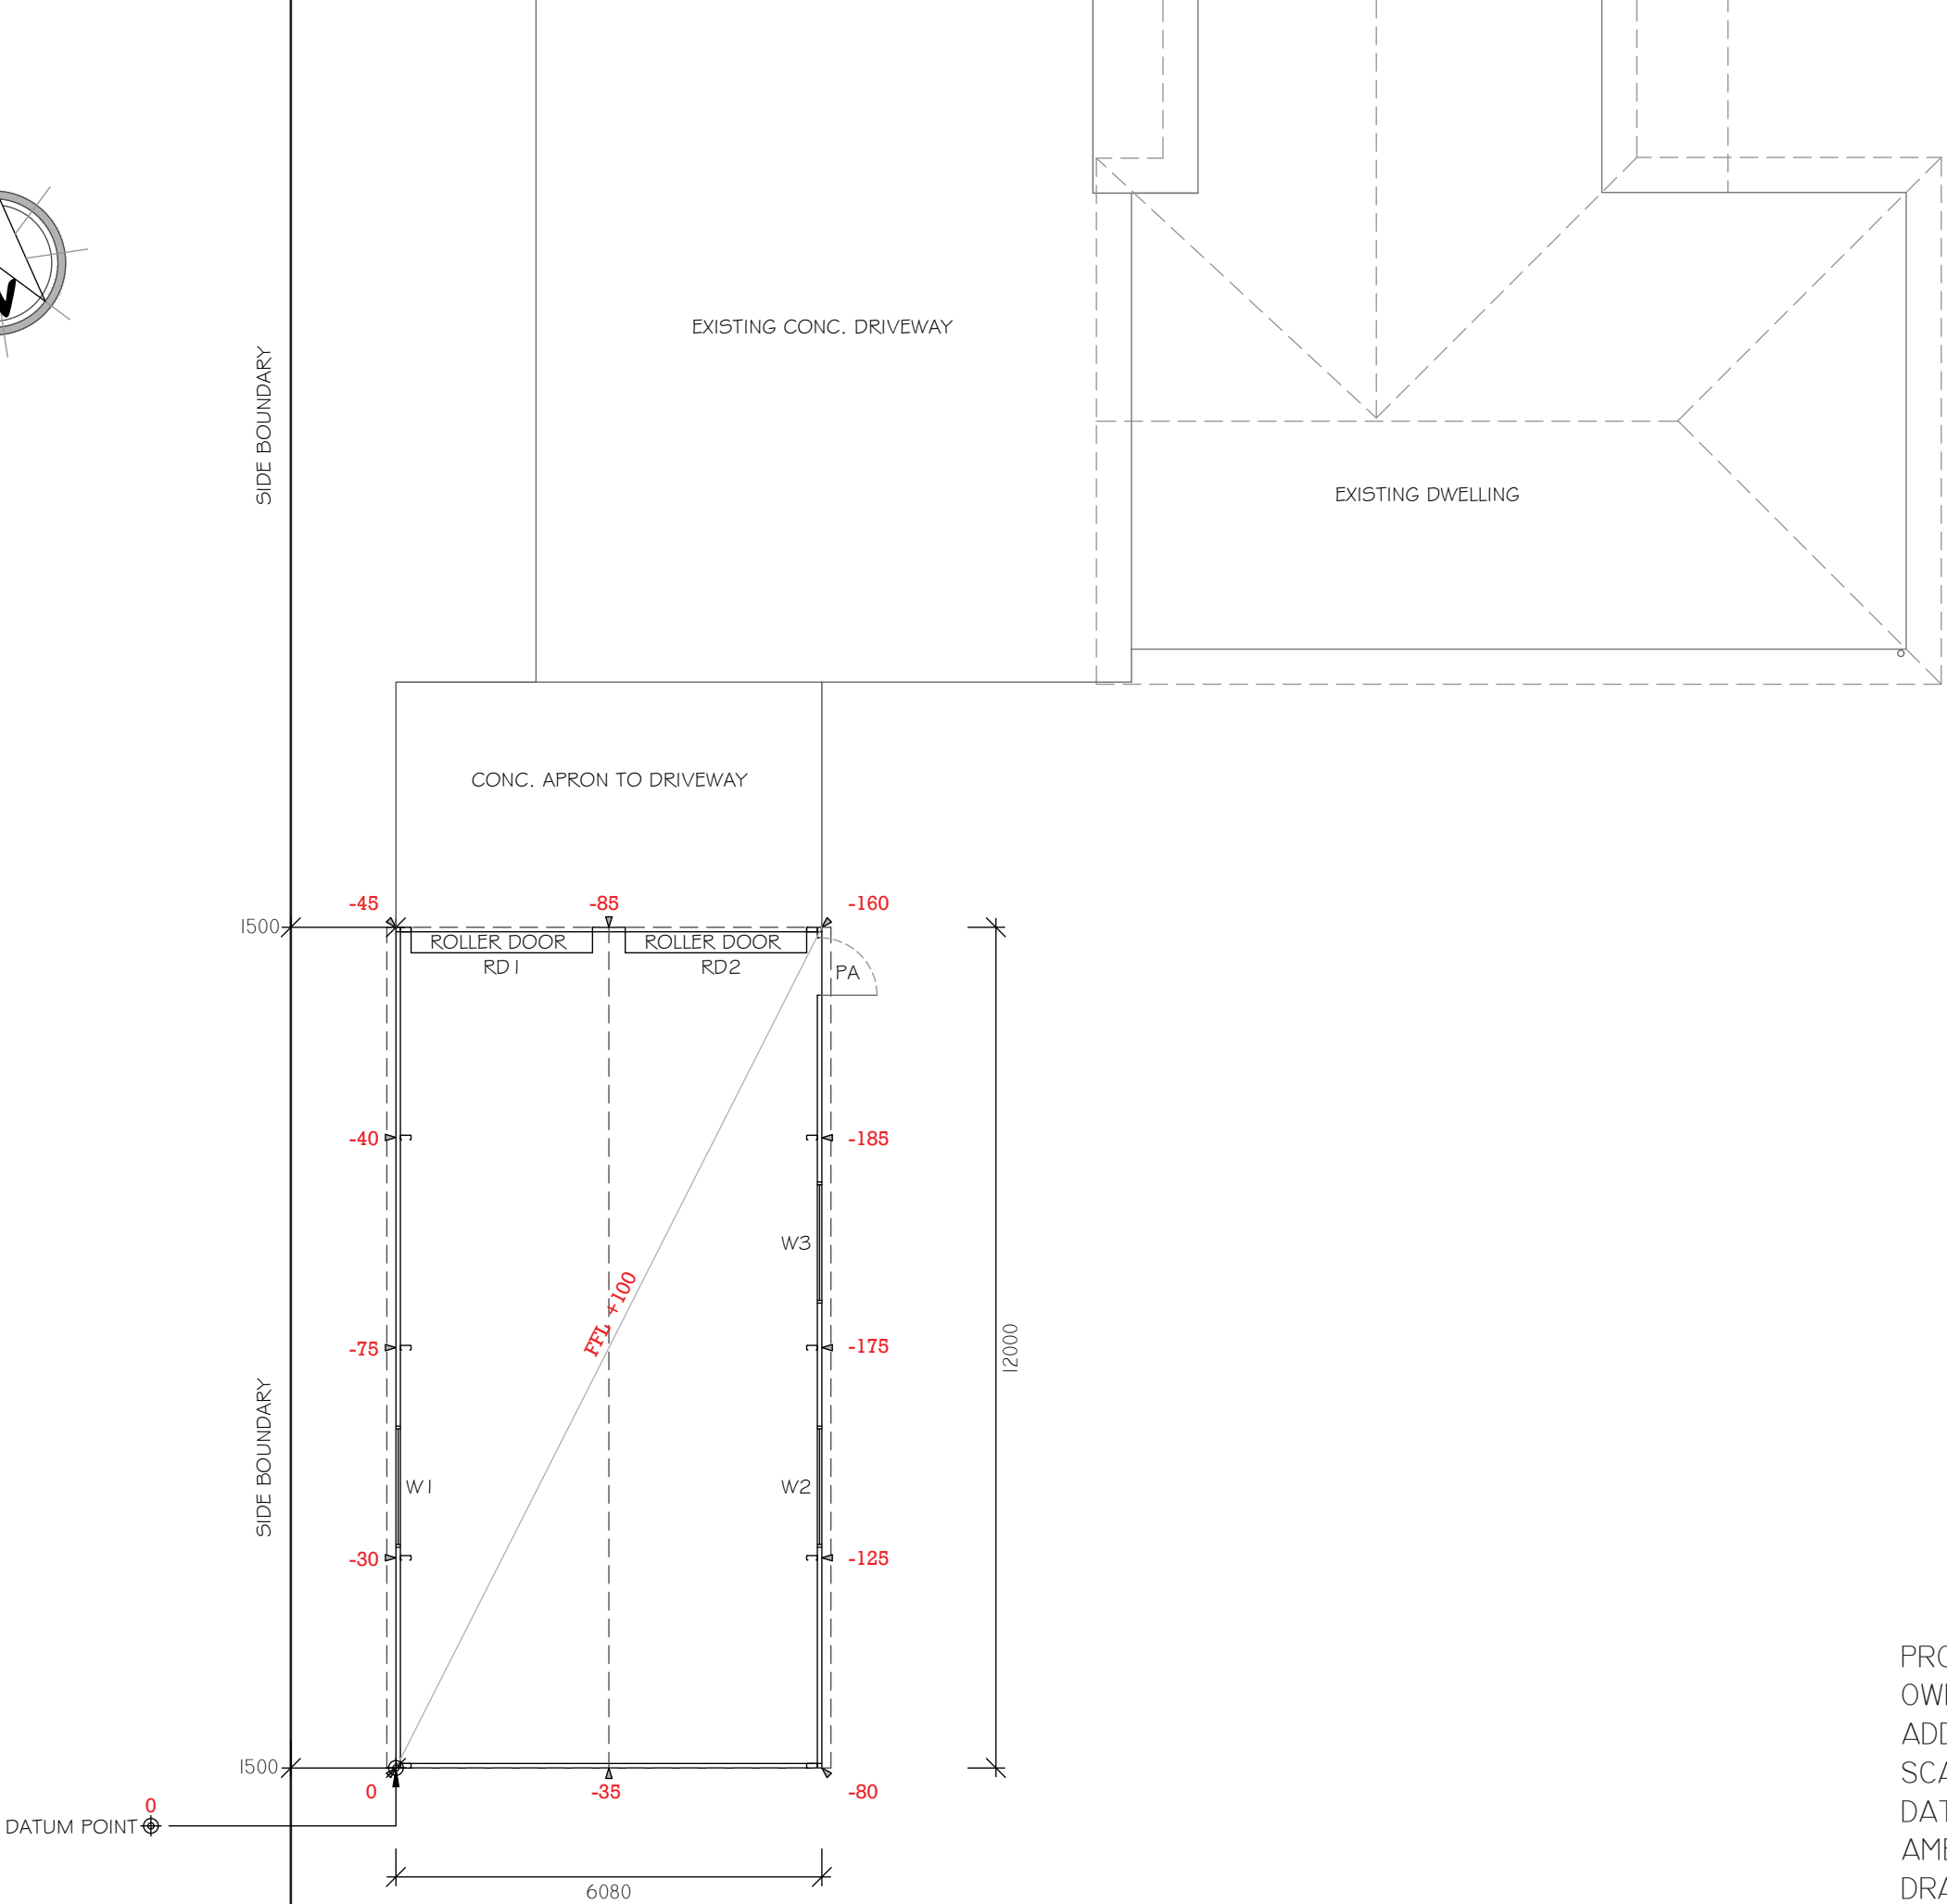 EXISTING CONC. DRIVEWAY
SIDE BOUNDARY
EXISTING DWELLING
CONC. APRON TO DRIVEWAY
-45
-85
-160
1500
ROLLER DOOR
ROLLER DOOR
RD1
RD2
PA
-40
-185
W3
FFL +100
-75
-175
12000
SIDE BOUNDARY
W1
W2
-30
-125
1500
0
-35
-80
0
DATUM POINT
6080